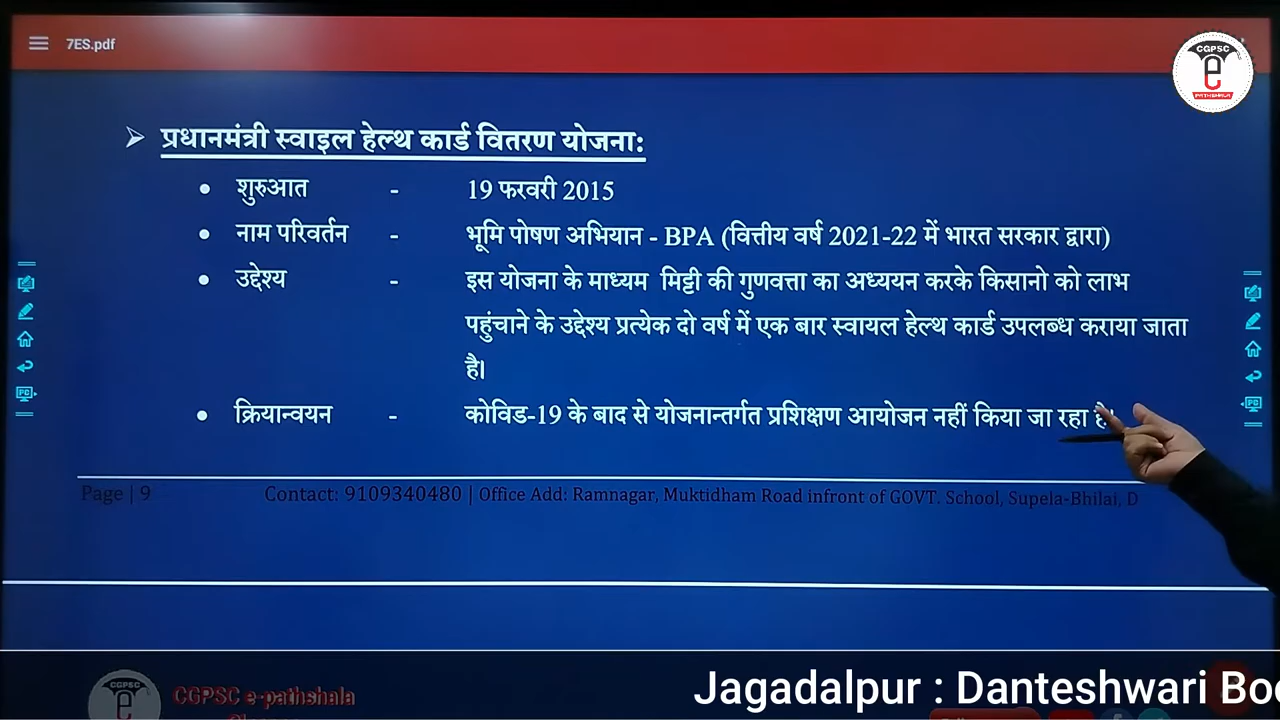 7ES.pdf
CGPSC
e
PATHSHALA
➢ प्रधानमंत्री स्वाइल हेल्थ कार्ड वितरण योजना:
• शुरुआत - 19 फरवरी 2015
• नाम परिवर्तन - भूमि पोषण अभियान - BPA (वित्तीय वर्ष 2021-22 में भारत सरकार द्वारा)
• उद्देश्य - इस योजना के माध्यम मिट्टी की गुणवत्ता का अध्ययन करके किसानो को लाभ
पहुंचाने के उद्देश्य प्रत्येक दो वर्ष में एक बार स्वायल हेल्थ कार्ड उपलब्ध कराया जाता
है।
• क्रियान्वयन - कोविड-19 के बाद से योजनान्तर्गत प्रशिक्षण आयोजन नहीं किया जा रहा है।
Page | 9
Contact: 9109340480 | Office Add: Ramnagar, Muktidham Road infront of GOVT. School, Supela-Bhilai, D
CGPSC
e
CGPSC e-pathshala
Jagadalpur : Danteshwari Boo